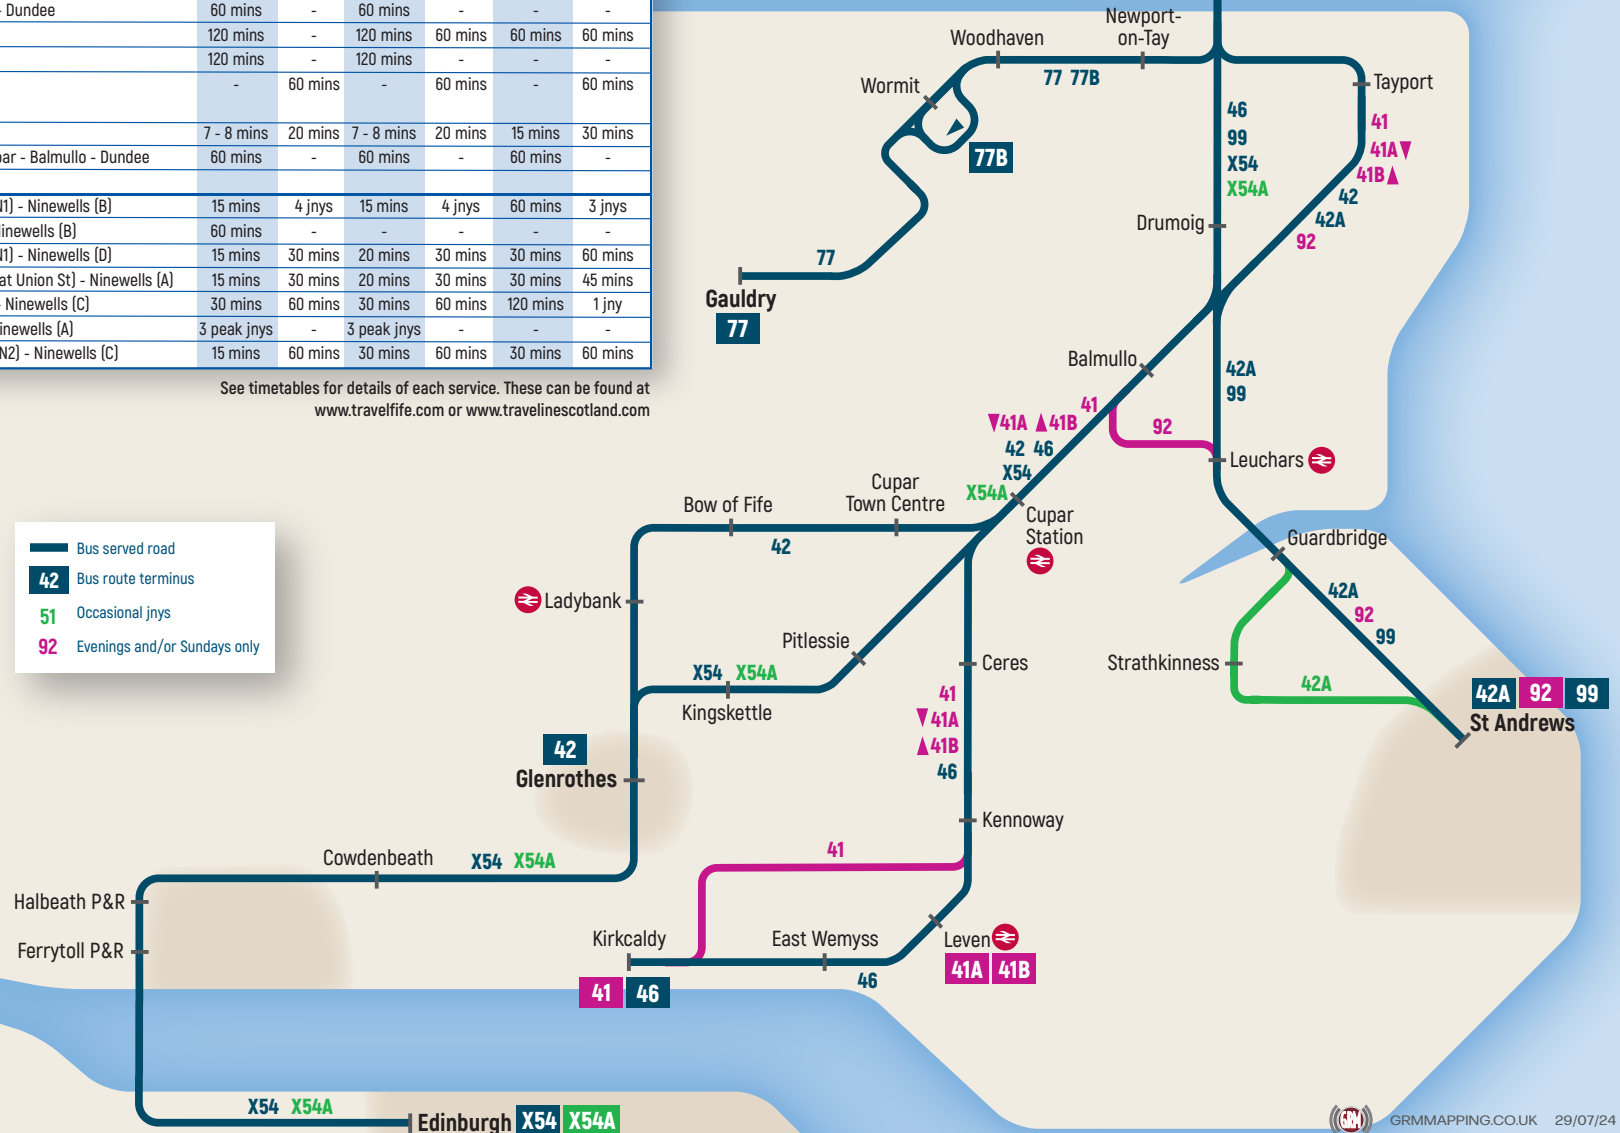 - Dundee 60 mins - 60 mins - - -
120 mins - 120 mins 60 mins 60 mins 60 mins
120 mins - 120 mins - - -
- 60 mins - 60 mins - 60 mins
7 - 8 mins 20 mins 7 - 8 mins 20 mins 15 mins 30 mins
ar - Balmullo - Dundee 60 mins - 60 mins - 60 mins -
N1) - Ninewells (B) 15 mins 4 jnys 15 mins 4 jnys 60 mins 3 jnys
inewells (B) 60 mins - - - - -
N1) - Ninewells (D) 15 mins 30 mins 20 mins 30 mins 30 mins 60 mins
at Union St) - Ninewells (A) 15 mins 30 mins 20 mins 30 mins 30 mins 45 mins
- Ninewells (C) 30 mins 60 mins 30 mins 60 mins 120 mins 1 jny
inewells (A) 3 peak jnys - 3 peak jnys - - -
N2) - Ninewells (C) 15 mins 60 mins 30 mins 60 mins 30 mins 60 mins
See timetables for details of each service. These can be found at
www.travelfife.com or www.travelinescotland.com
Bus served road
42 Bus route terminus
51 Occasional jnys
92 Evenings and/or Sundays only
Newport-
on-Tay
Woodhaven
77 77B
Wormit
77B
77
Gauldry
77
Tayport
41
41A▼
41B▲
42
42A
92
46
99
X54
X54A
Drumoig
Balmullo
42A
99
41
▼41A ▲41B
42 46
X54
X54A
92
Leuchars
Cupar
Station
Cupar
Town Centre
Bow of Fife
42
Ladybank
Guardbridge
42A
92
99
Strathkinness
42A
42A 92 99
St Andrews
Pitlessie
X54 X54A
Kingskettle
42
Glenrothes
Ceres
41
▼41A
▲41B
46
Kennoway
41
Cowdenbeath
X54 X54A
Halbeath P&R
Ferrytoll P&R
Kirkcaldy
41 46
East Wemyss
46
Leven
41A 41B
X54 X54A
Edinburgh X54 X54A
GRM
GRMMAPPING.CO.UK 29/07/24